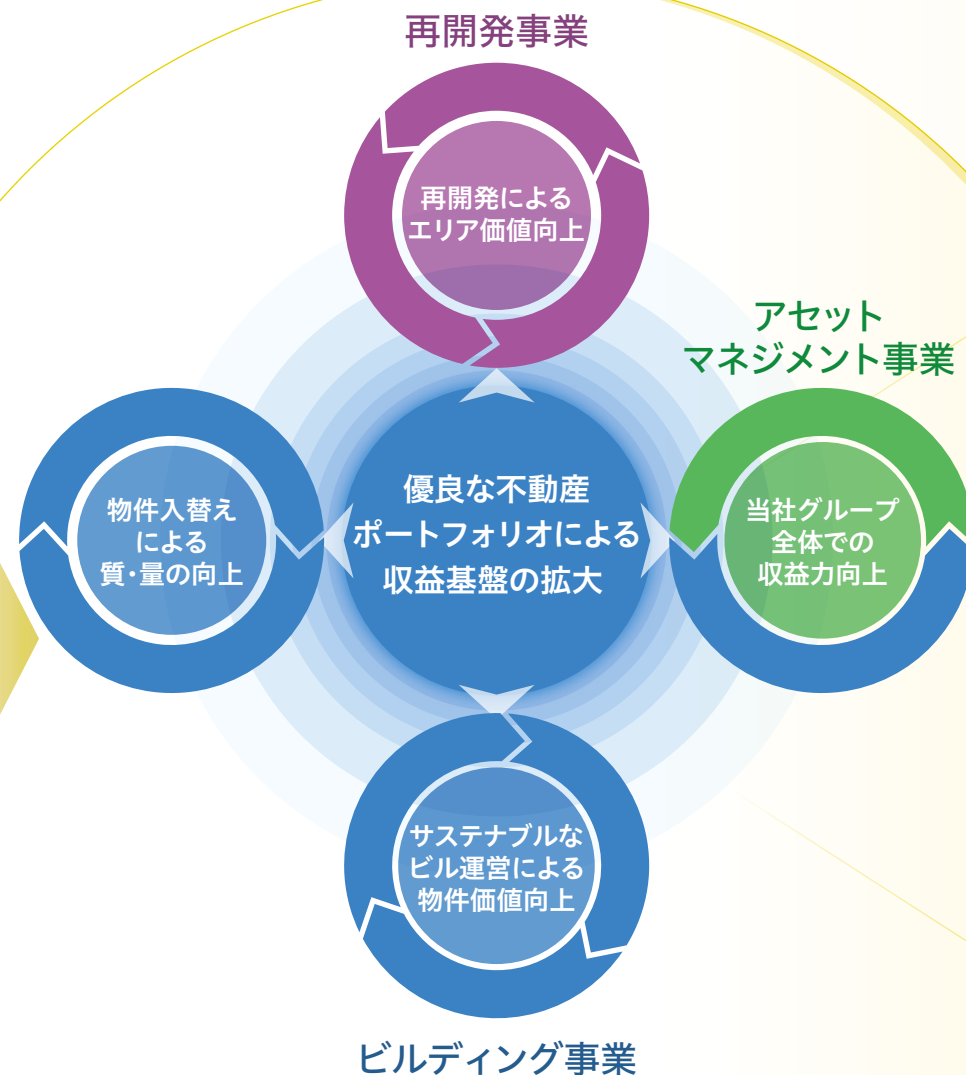 再開発事業
再開発による
エリア価値向上
アセット
マネジメント事業
物件入替え
による
質・量の向上
優良な不動産
ポートフォリオによる
収益基盤の拡大
当社グループ
全体での
収益力向上
サステナブルな
ビル運営による
物件価値向上
ビルディング事業